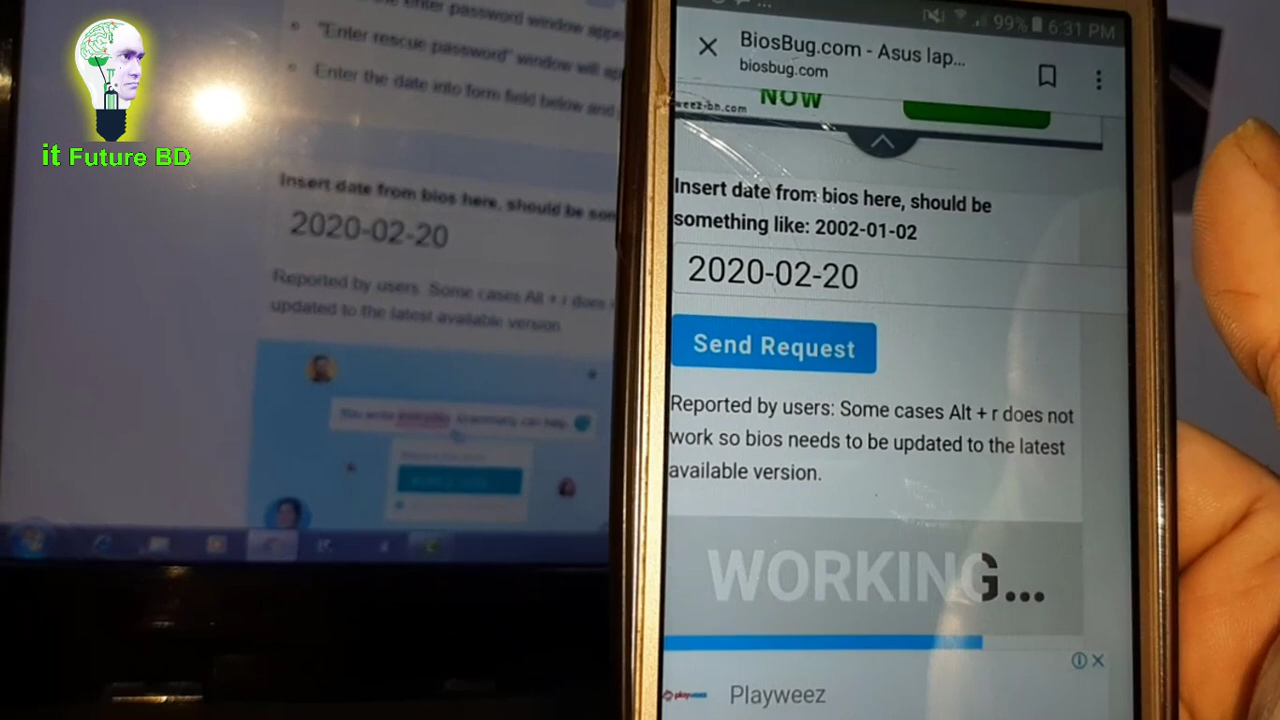 it Future BD
"Enter rescue password" window will
Enter the date into form field below and
Insert date from bios here, should be
2020-02-20
Reported by users: Some cases Alt + r does
updated to the latest available version
99% 6:31 PM
BiosBug.com - Asus lap...
biosbug.com
NOW
weez-bh.com
Insert date from bios here, should be
something like: 2002-01-02
2020-02-20
Send Request
Reported by users: Some cases Alt + r does not
work so bios needs to be updated to the latest
available version.
WORKING...
Playweez